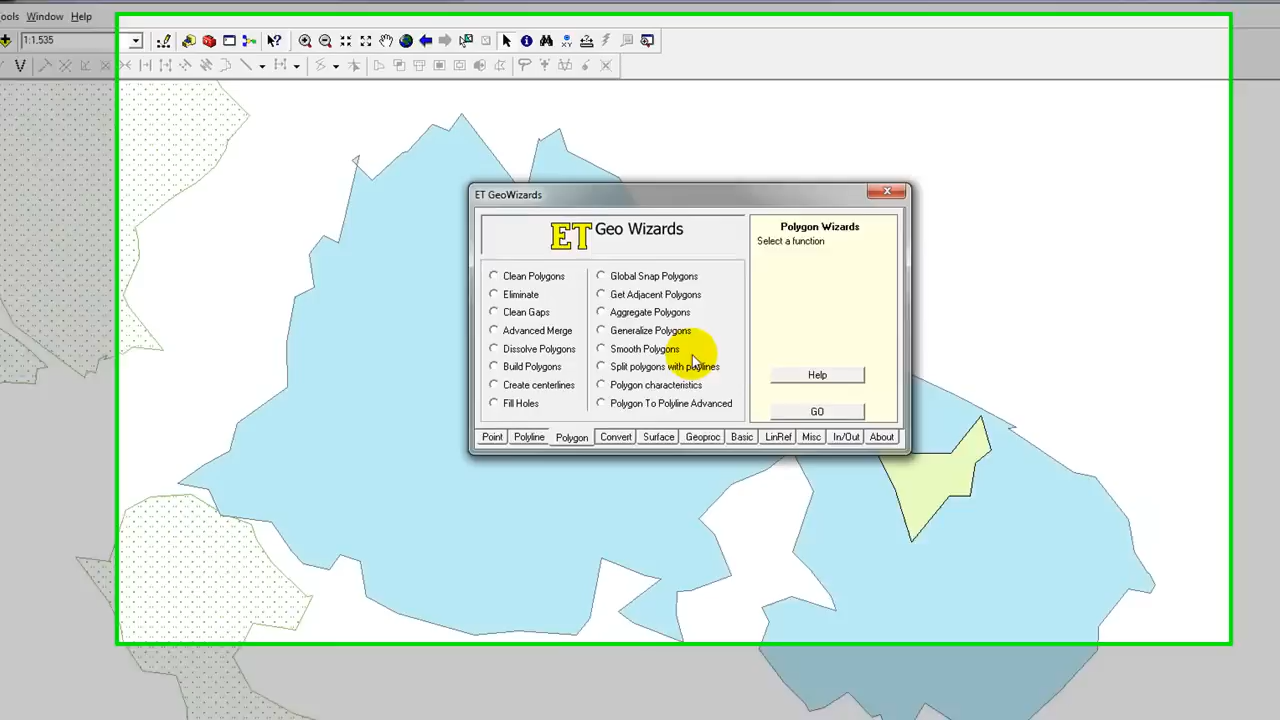 ools Window Help
1:1.535
ET GeoWizards
ET Geo Wizards
Polygon Wizards
Select a function
Clean Polygons
Global Snap Polygons
Eliminate
Get Adjacent Polygons
Clean Gaps
Aggregate Polygons
Advanced Merge
Generalize Polygons
Dissolve Polygons
Smooth Polygons
Build Polygons
Split polygons with polylines
Help
Create centerlines
Polygon characteristics
Fill Holes
Polygon To Polyline Advanced
GO
Point Polyline Polygon Convert Surface Geoproc Basic LinRef Misc In/Out About